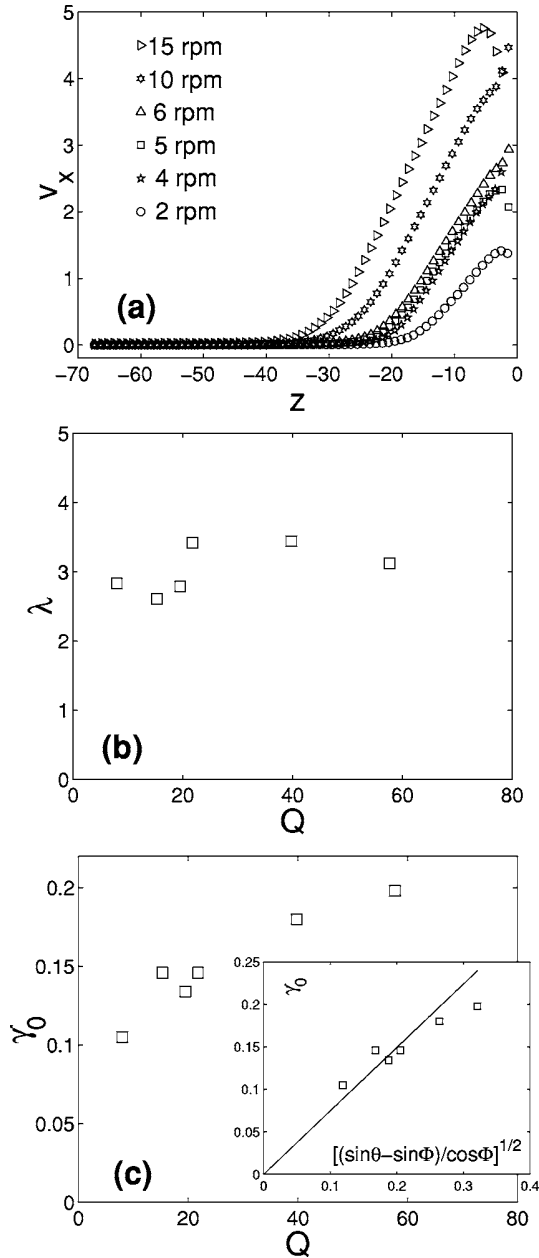 5
4
3
2
1
0
v_x
▷ 15 rpm
✡ 10 rpm
△ 6 rpm
□ 5 rpm
★ 4 rpm
○ 2 rpm
(a)
−70 −60 −50 −40 −30 −20 −10 0
z
5
4
3
2
1
0
λ
(b)
0 20 40 60 80
Q
0.2
0.15
0.1
0.05
0
γ̇₀
(c)
0.25
0.2
0.15
0.1
0.05
0
γ̇₀
[(sinθ−sinΦ)/cosΦ]^1/2
0 0.1 0.2 0.3 0.4
0 20 40 60 80
Q